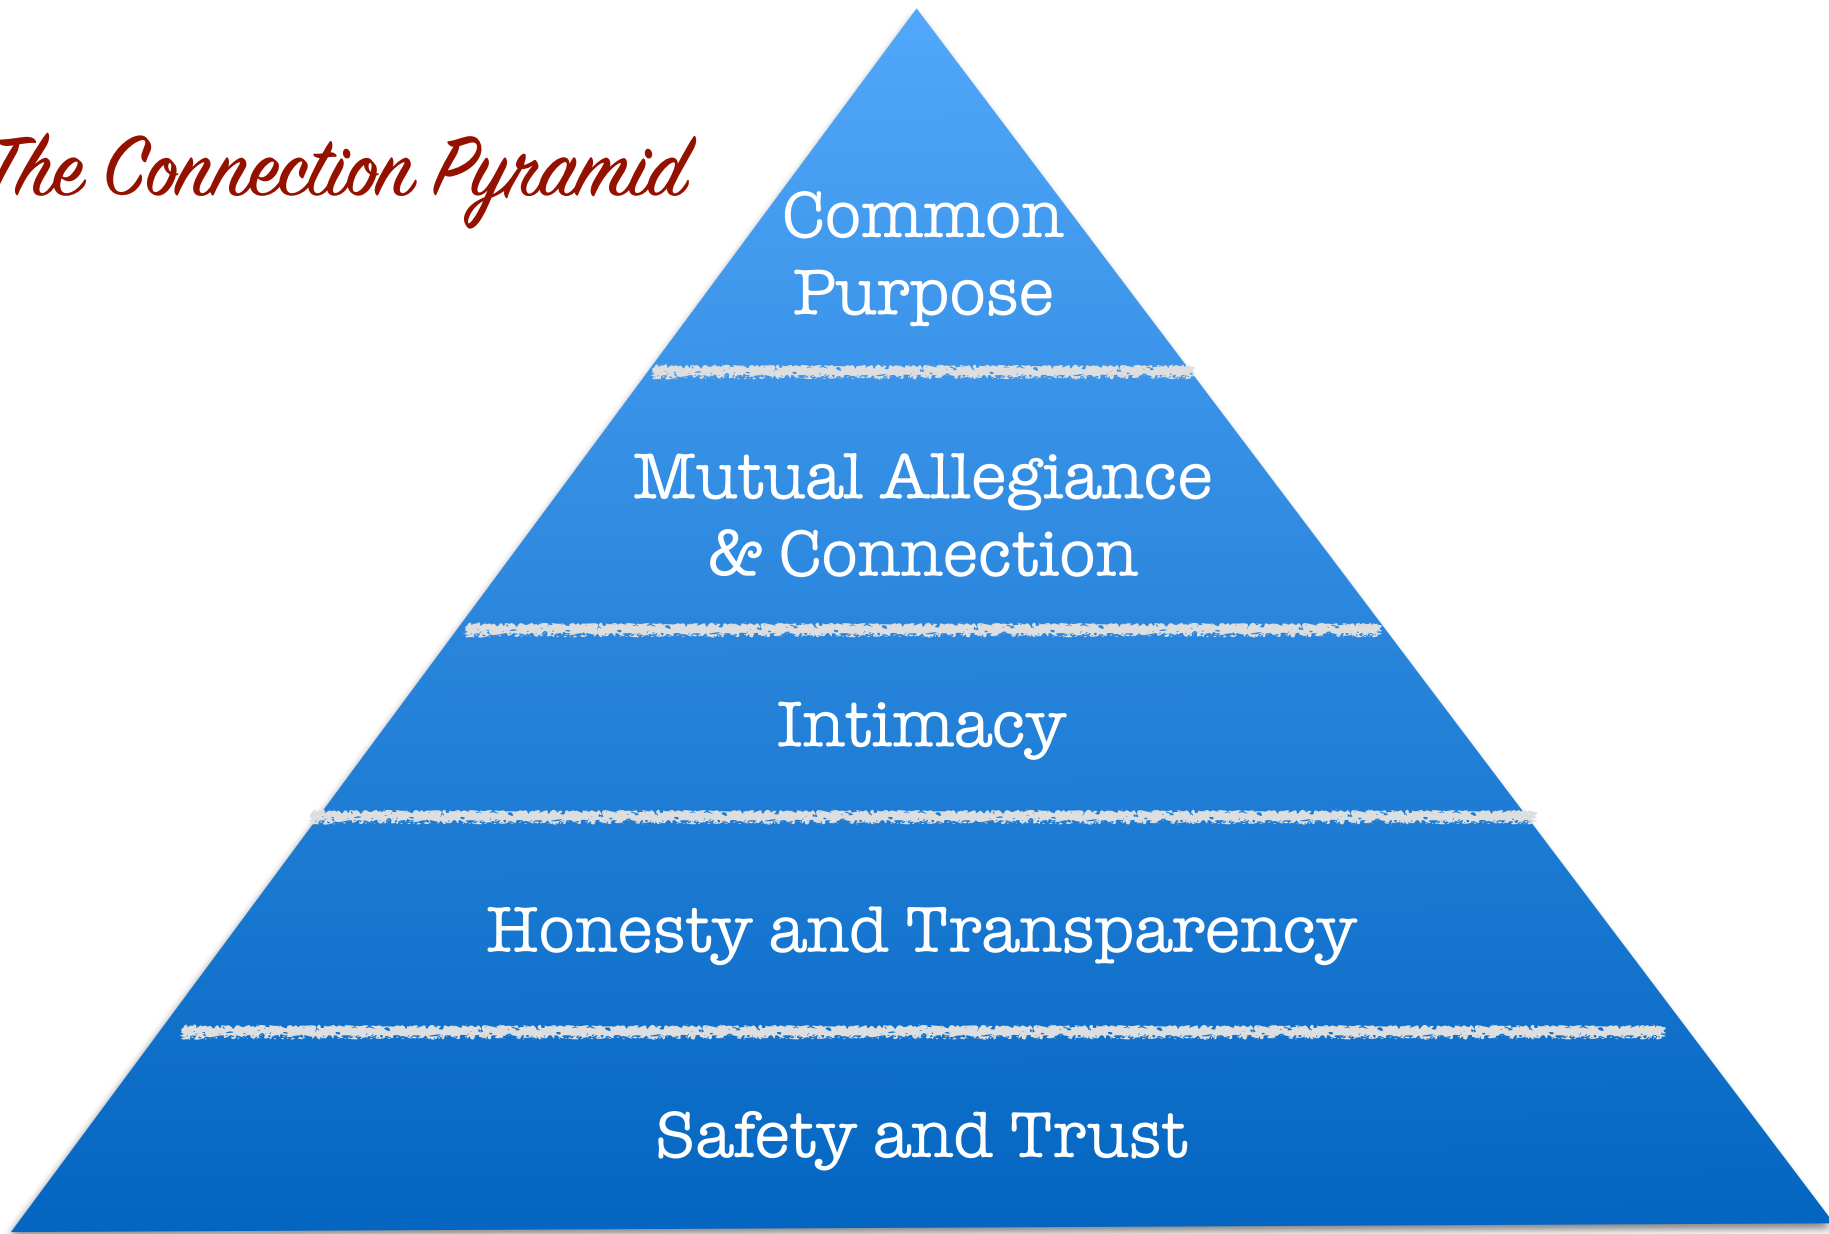 The Connection Pyramid
Common
Purpose
Mutual Allegiance
& Connection
Intimacy
Honesty and Transparency
Safety and Trust